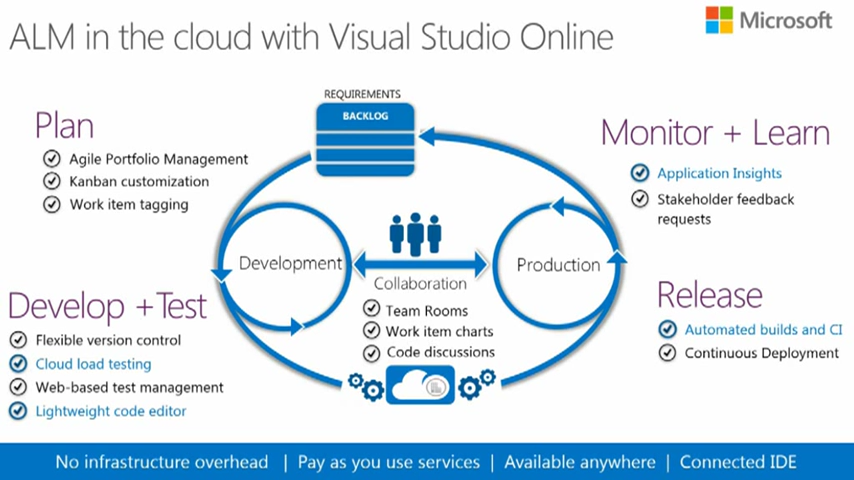 ALM in the cloud with Visual Studio Online
Microsoft
REQUIREMENTS
BACKLOG
Plan
Agile Portfolio Management
Kanban customization
Work item tagging
Monitor + Learn
Application Insights
Stakeholder feedback
requests
Development
Production
Collaboration
Team Rooms
Work item charts
Code discussions
Develop +Test
Flexible version control
Cloud load testing
Web-based test management
Lightweight code editor
Release
Automated builds and CI
Continuous Deployment
No infrastructure overhead | Pay as you use services | Available anywhere | Connected IDE